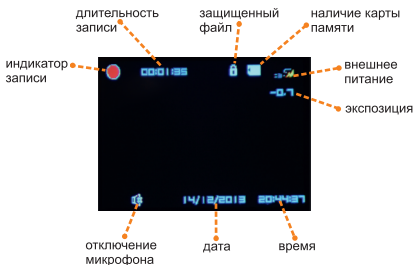 длительность
записи
защищенный
файл
наличие карты
памяти
индикатор
записи
00:01:35
внешнее
питание
-0.7
экспозиция
14/12/2013 20:44:37
отключение
микрофона
дата
время